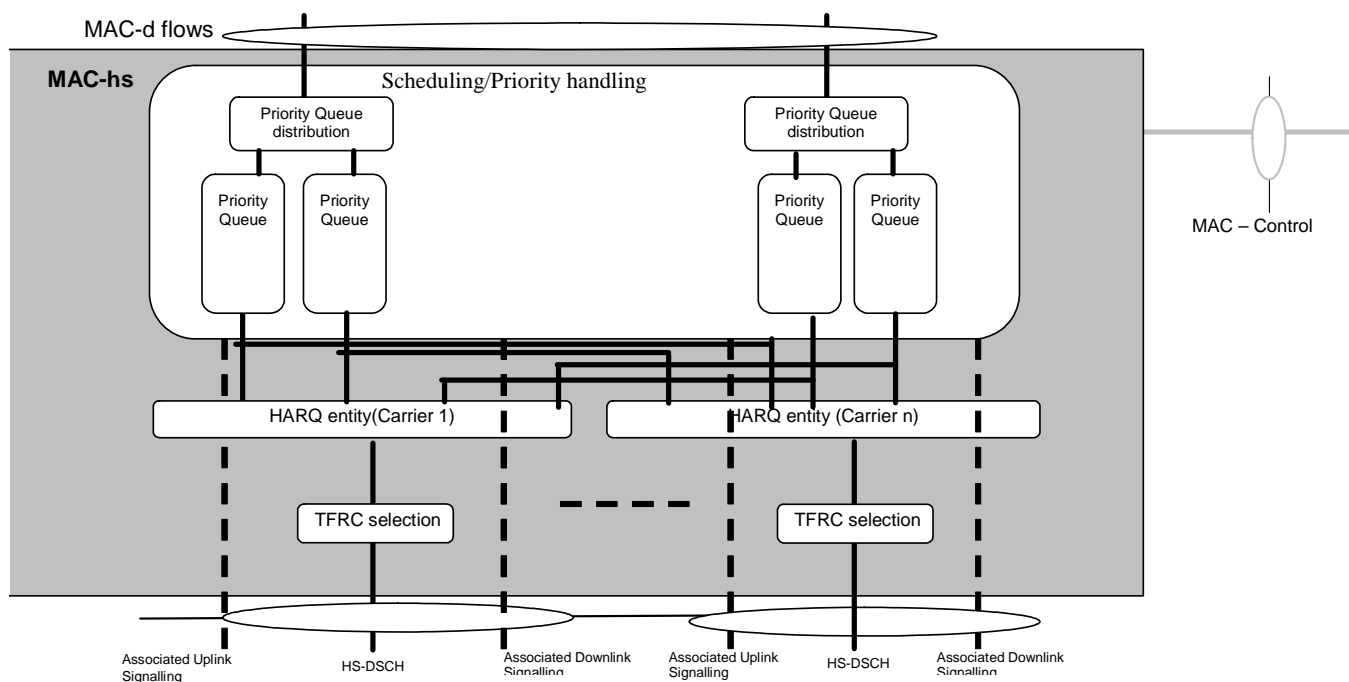 MAC-d flows
MAC-hs
Scheduling/Priority handling
Priority Queue
distribution
Priority Queue
distribution
Priority
Queue
Priority
Queue
Priority
Queue
Priority
Queue
MAC – Control
HARQ entity(Carrier 1)
HARQ entity (Carrier n)
TFRC selection
TFRC selection
Associated Uplink
Signalling
HS-DSCH
Associated Downlink
Signalling
Associated Uplink
Signalling
HS-DSCH
Associated Downlink
Signalling